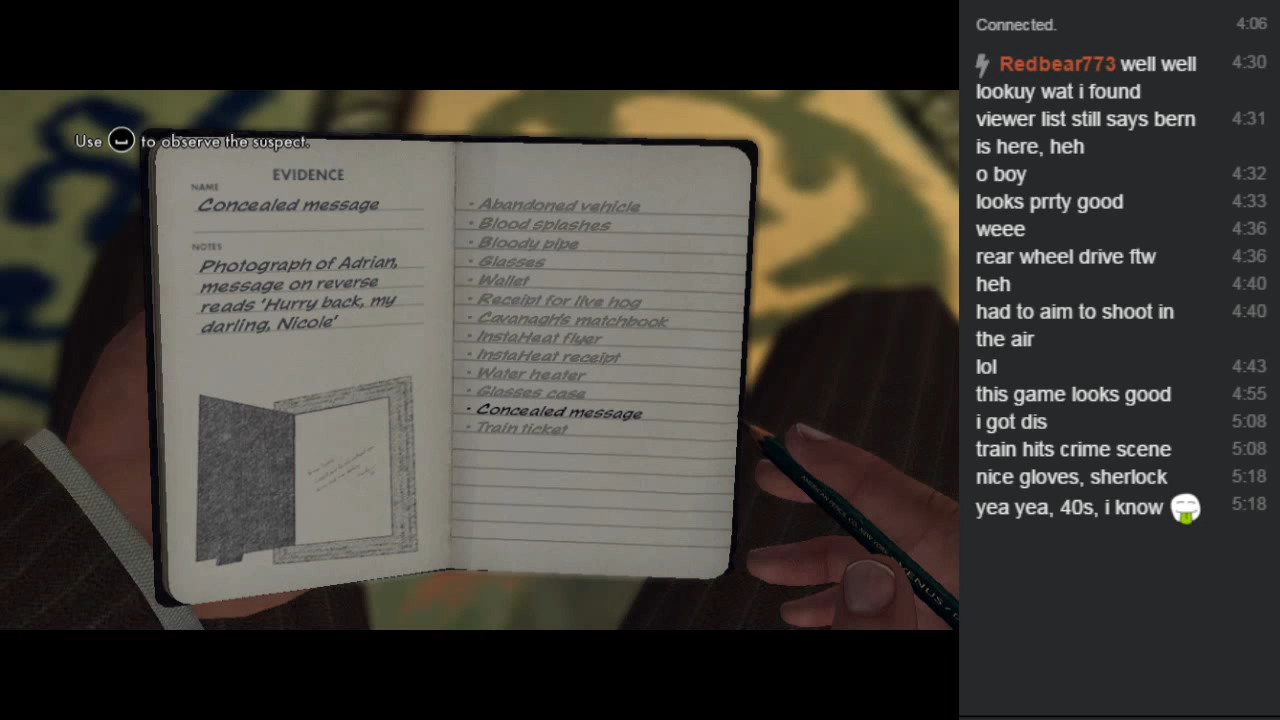 Use to observe the suspect.
EVIDENCE
NAME
Concealed message
NOTES
Photograph of Adrian,
message on reverse
reads 'Hurry back, my
darling, Nicole'
- Abandoned vehicle
- Blood splashes
- Bloody pipe
- Glasses
- Wallet
- Receipt for live hog
- Cavanagh's matchbook
- InstaHeat flyer
- InstaHeat receipt
- Water heater
- Glasses case
- Concealed message
- Train ticket
AMERICAN PENCIL CO. NEW YORK
VENUS
Connected. 4:06
Redbear773 well well 4:30
lookuy wat i found
viewer list still says bern 4:31
is here, heh
o boy 4:32
looks prrty good 4:33
weee 4:36
rear wheel drive ftw 4:36
heh 4:40
had to aim to shoot in 4:40
the air
lol 4:43
this game looks good 4:55
i got dis 5:08
train hits crime scene 5:08
nice gloves, sherlock 5:18
yea yea, 40s, i know 5:18